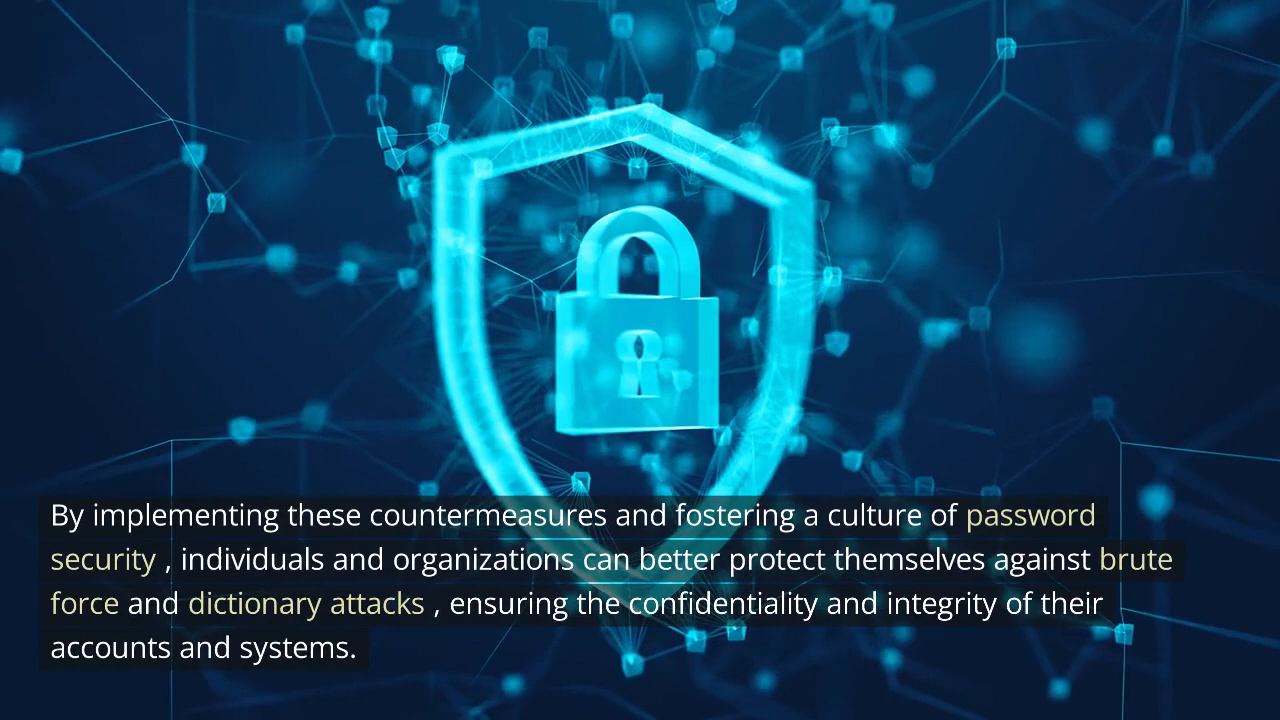 By implementing these countermeasures and fostering a culture of password
security , individuals and organizations can better protect themselves against brute
force and dictionary attacks , ensuring the confidentiality and integrity of their
accounts and systems.